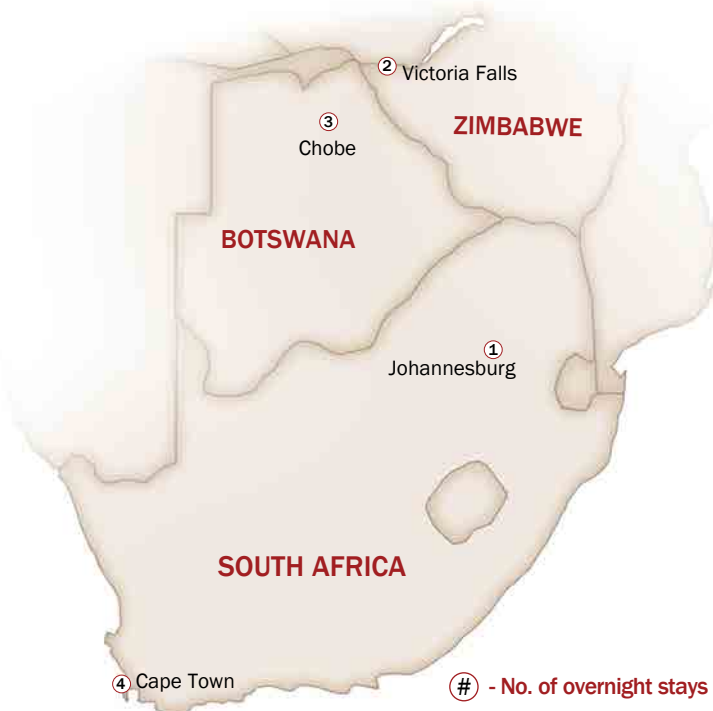 2 Victoria Falls
ZIMBABWE
3
Chobe
BOTSWANA
1
Johannesburg
SOUTH AFRICA
4 Cape Town
# - No. of overnight stays